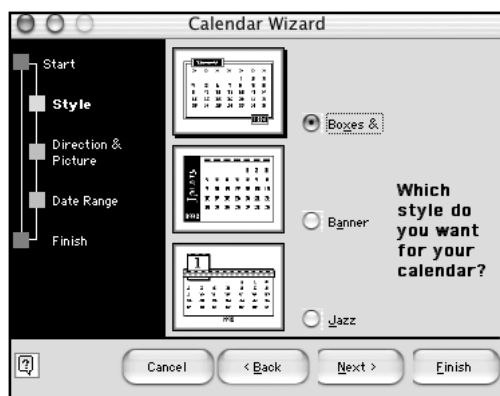 Calendar Wizard
Start
Style
Direction &
Picture
Date Range
Finish
Boxes &
Banner
Jazz
Which
style do
you want
for your
calendar?
Cancel
< Back
Next >
Finish